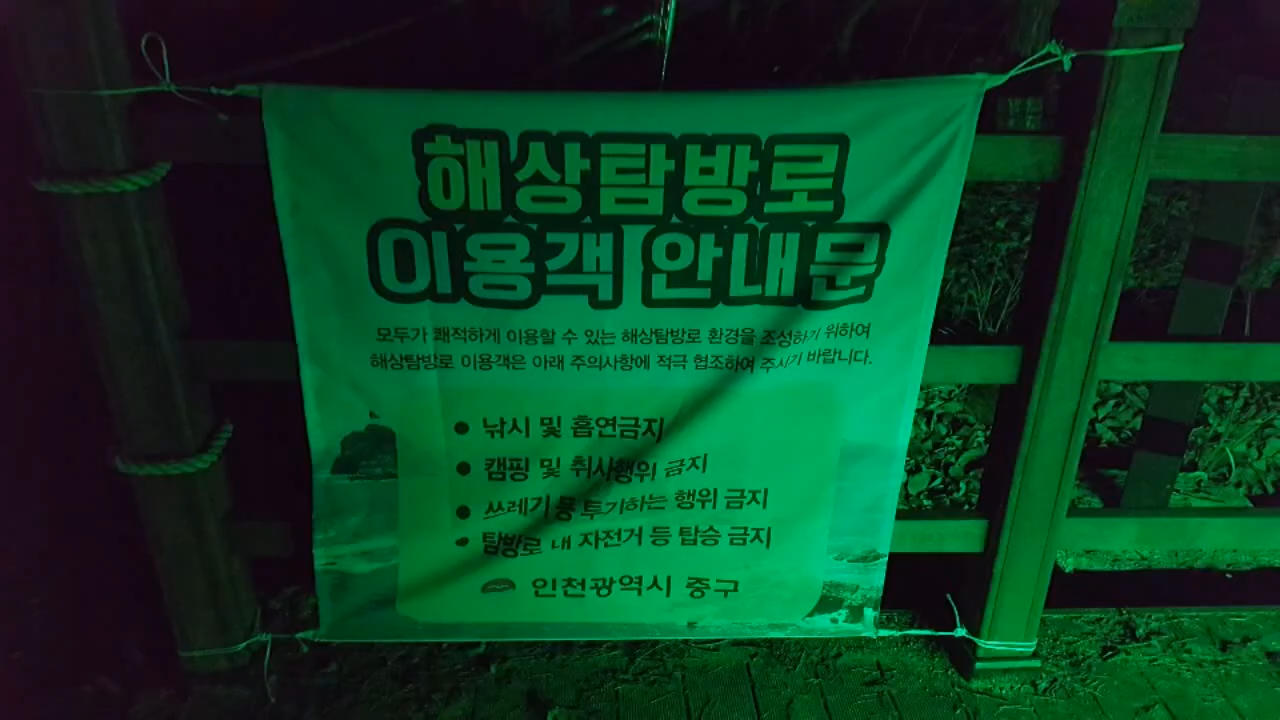 해상탐방로
이용객 안내문
모두가 쾌적하게 이용할 수 있는 해상탐방로 환경을 조성하기 위하여
해상탐방로 이용객은 아래 주의사항에 적극 협조하여 주시기 바랍니다.
● 낚시 및 흡연금지
● 캠핑 및 취사행위 금지
● 쓰레기 등 투기하는 행위 금지
● 탐방로 내 자전거 등 탑승 금지
인천광역시 중구